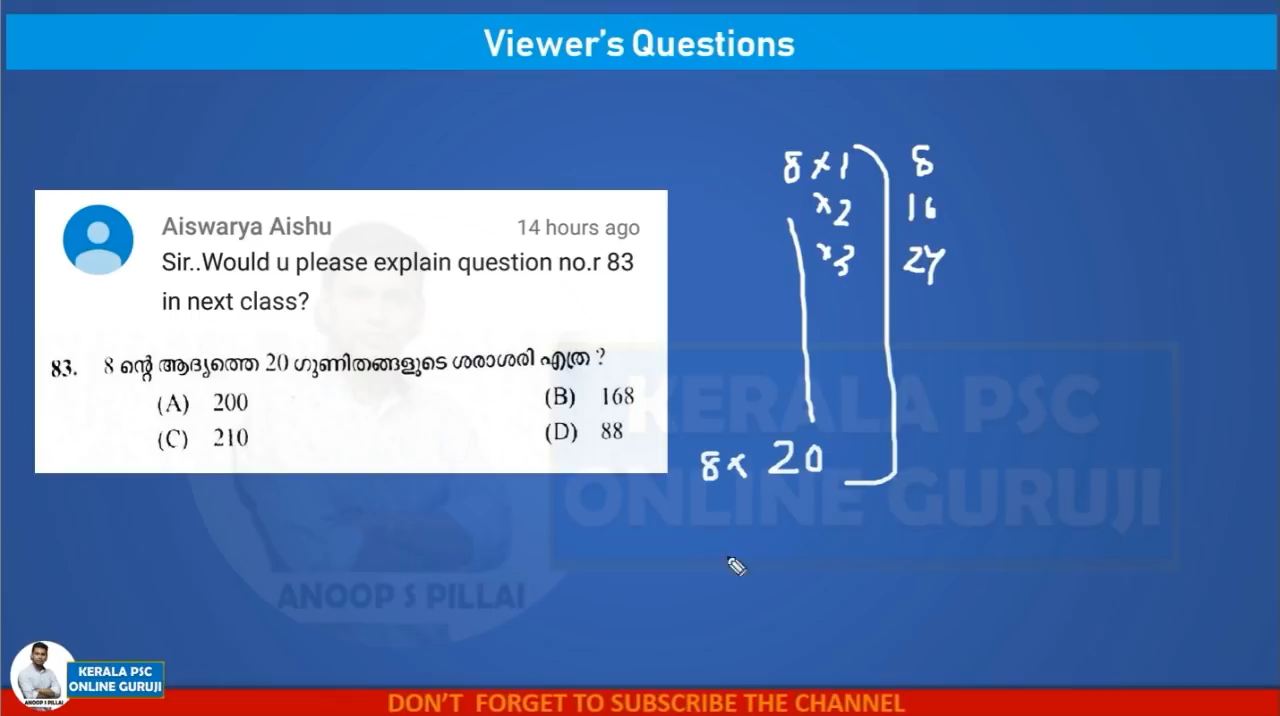 Viewer's Questions
Aiswarya Aishu 14 hours ago
Sir..Would u please explain question no.r 83
in next class?
83. 8 ന്റെ ആദ്യത്തെ 20 ഗുണിതങ്ങളുടെ ശരാശരി എത്ര ?
(A) 200 (B) 168
(C) 210 (D) 88
8 × 1 8
× 2 16
× 3 24
8 × 20
KERALA PSC
ONLINE GURUJI
ANOOP S PILLAI
KERALA PSC
ONLINE GURUJI
ANOOP S PILLAI
DON'T FORGET TO SUBSCRIBE THE CHANNEL